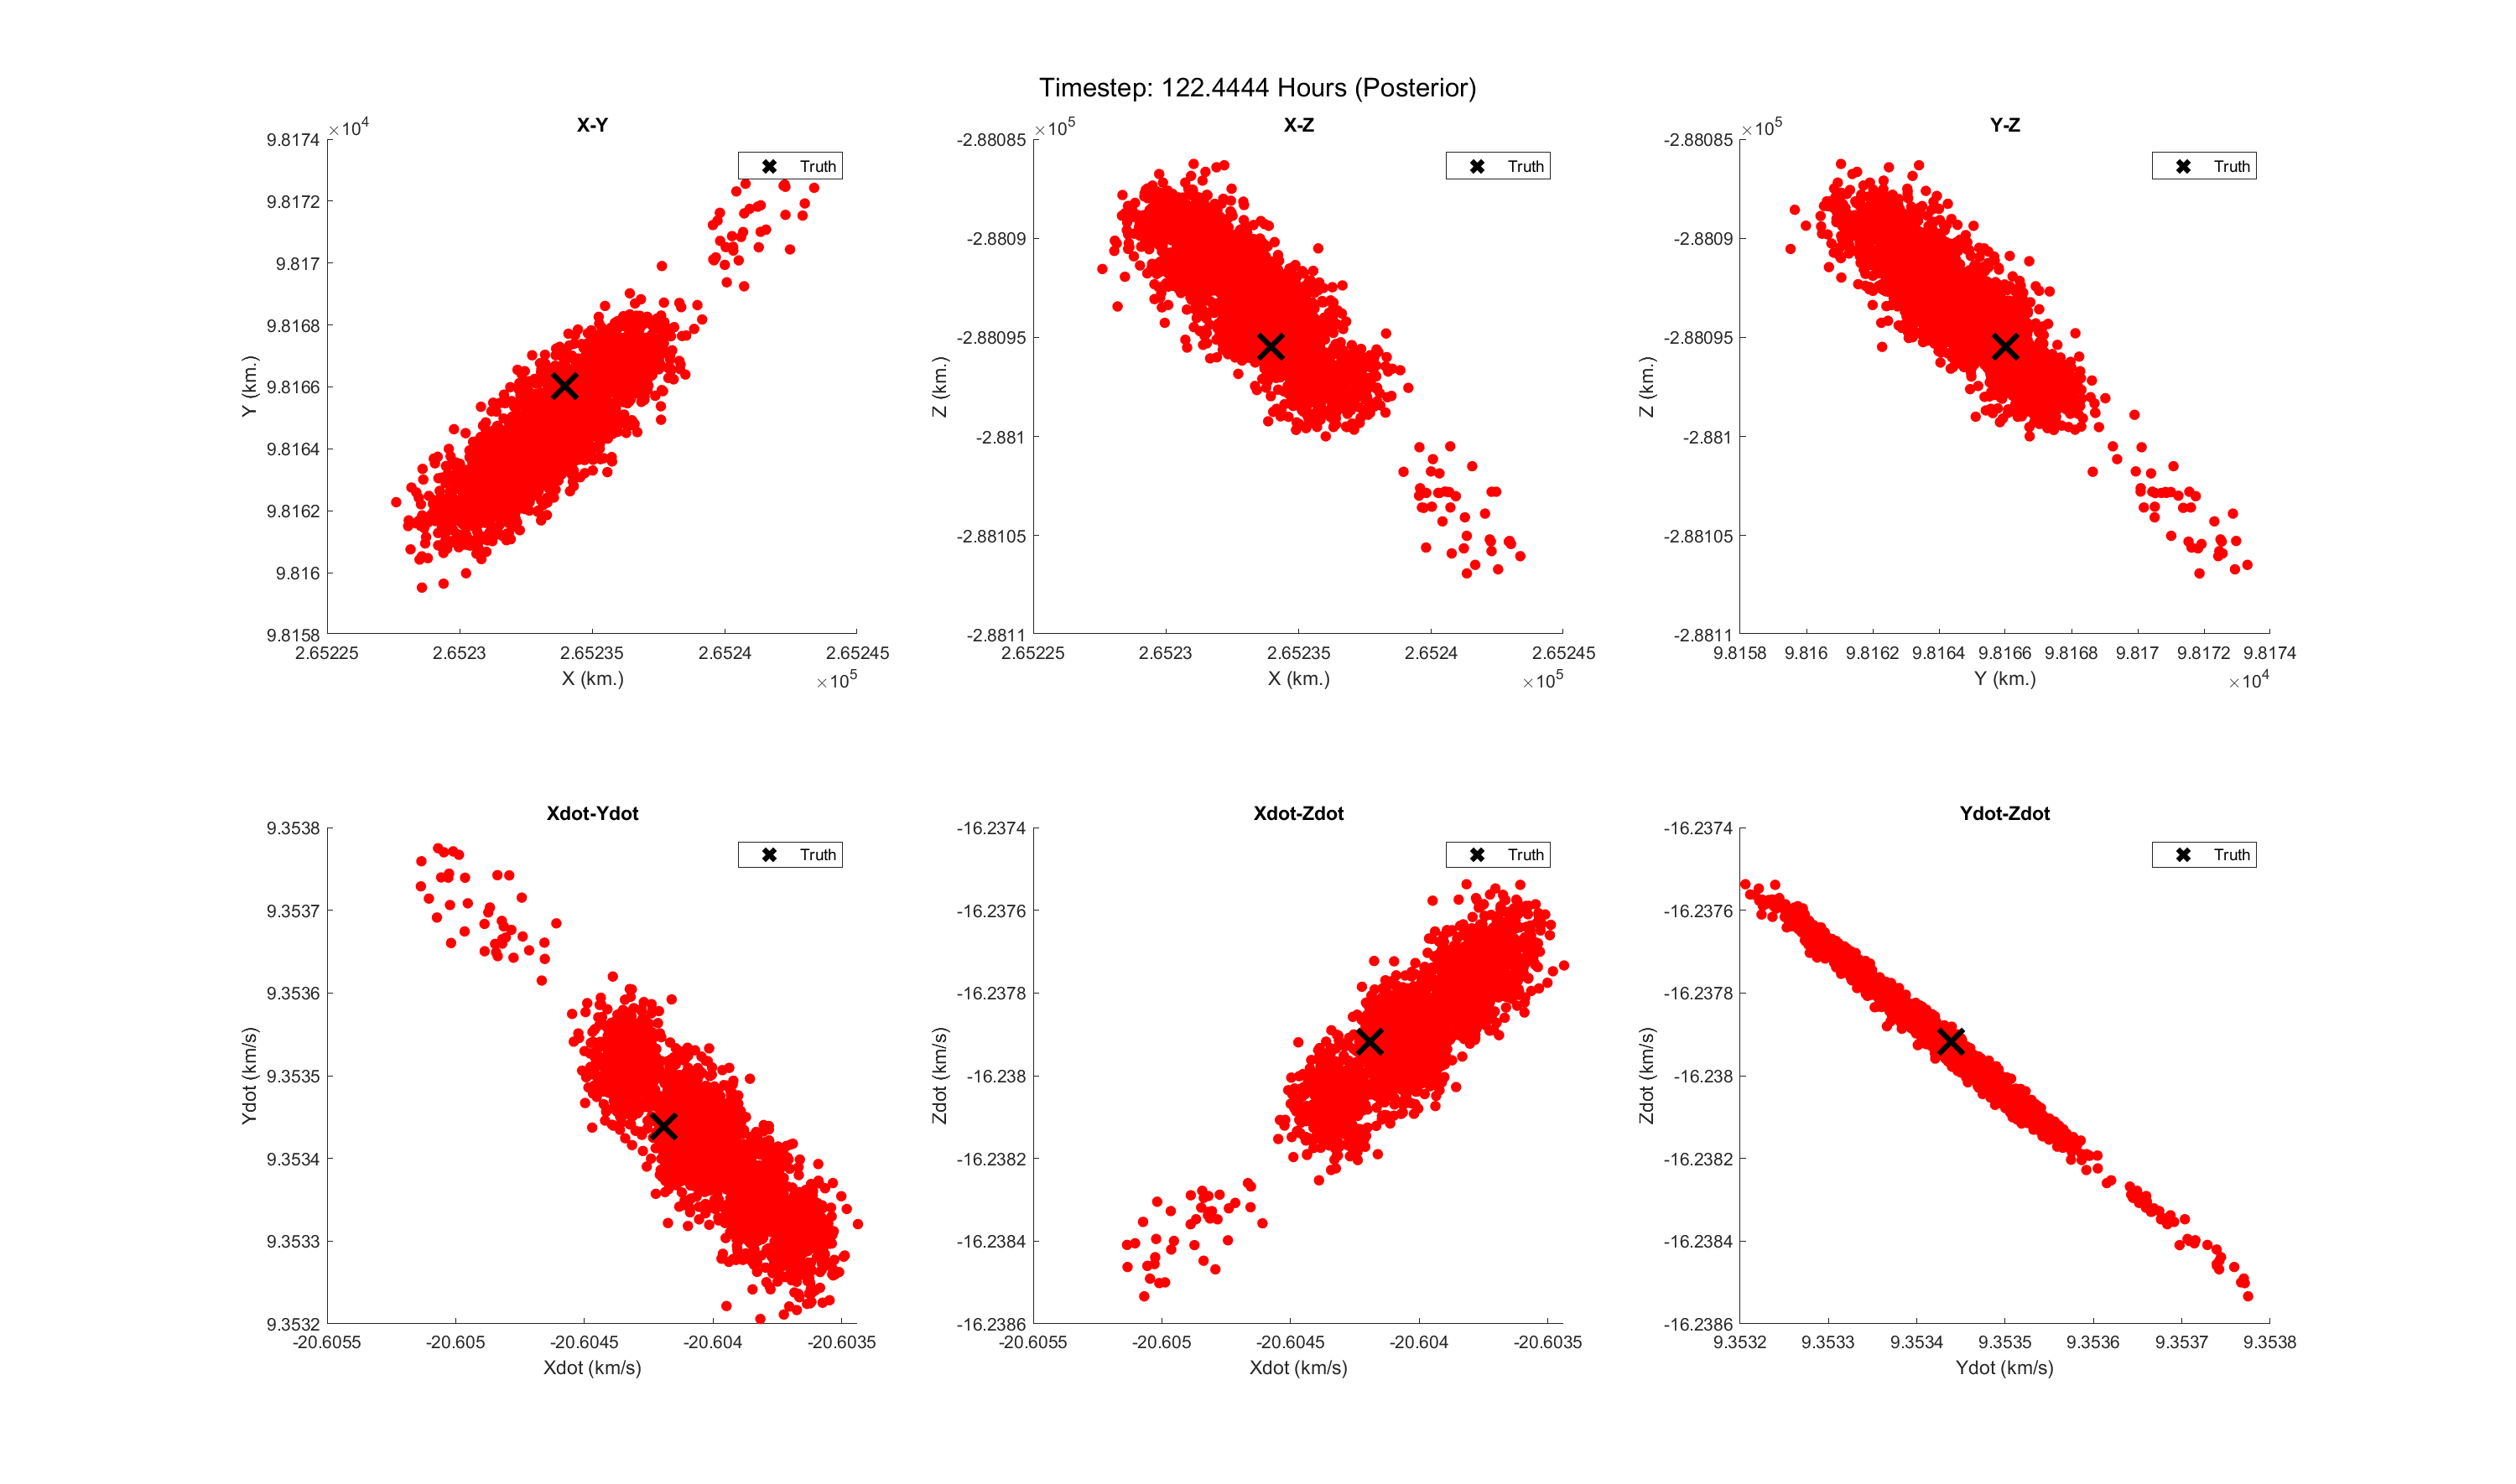 Timestep: 122.4444 Hours (Posterior)
X-Y
×10^4
9.8174
9.8172
9.817
9.8168
9.8166
9.8164
9.8162
9.816
9.8158
Y (km.)
Truth
2.65225 2.6523 2.65235 2.6524 2.65245
X (km.)
×10^5
X-Z
×10^5
-2.88085
-2.8809
-2.88095
-2.881
-2.88105
-2.8811
Z (km.)
Truth
2.65225 2.6523 2.65235 2.6524 2.65245
X (km.)
×10^5
Y-Z
×10^5
-2.88085
-2.8809
-2.88095
-2.881
-2.88105
-2.8811
Z (km.)
Truth
9.8158 9.816 9.8162 9.8164 9.8166 9.8168 9.817 9.8172 9.8174
Y (km.)
×10^4
Xdot-Ydot
9.3538
9.3537
9.3536
9.3535
9.3534
9.3533
9.3532
Ydot (km/s)
Truth
-20.6055 -20.605 -20.6045 -20.604 -20.6035
Xdot (km/s)
Xdot-Zdot
-16.2374
-16.2376
-16.2378
-16.238
-16.2382
-16.2384
-16.2386
Zdot (km/s)
Truth
-20.6055 -20.605 -20.6045 -20.604 -20.6035
Xdot (km/s)
Ydot-Zdot
-16.2374
-16.2376
-16.2378
-16.238
-16.2382
-16.2384
-16.2386
Zdot (km/s)
Truth
9.3532 9.3533 9.3534 9.3535 9.3536 9.3537 9.3538
Ydot (km/s)